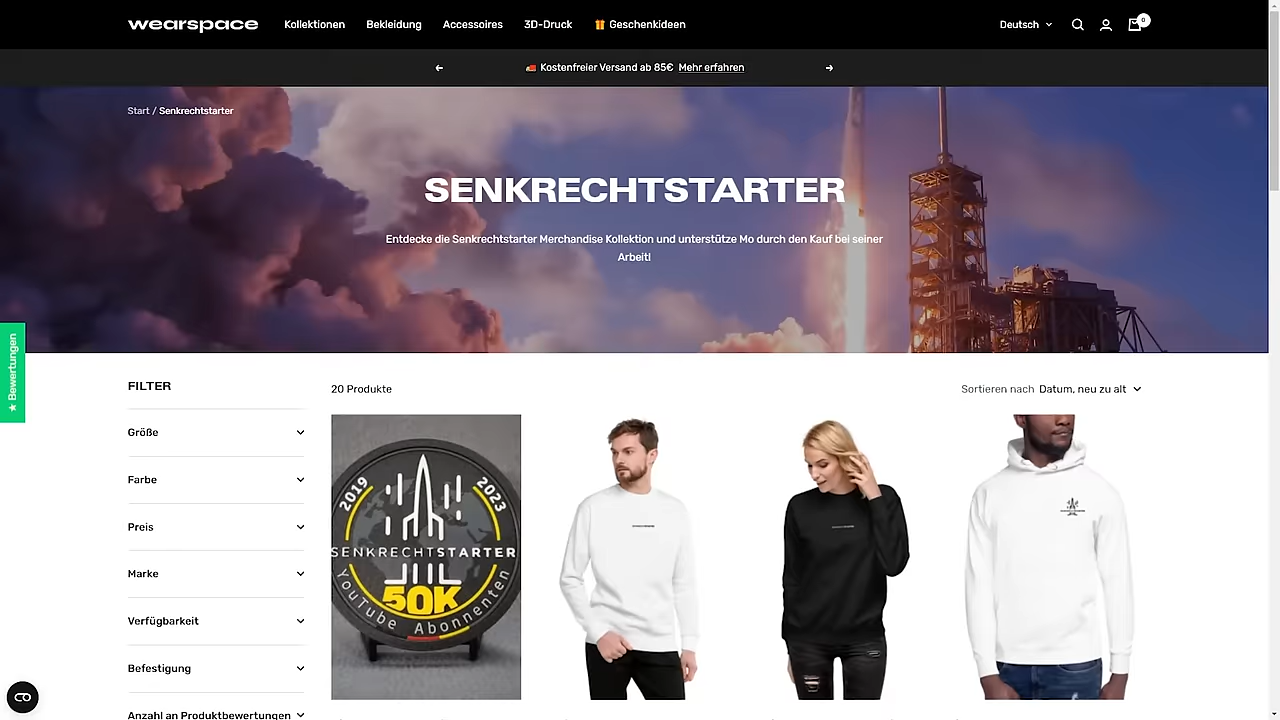 wearspace
Kollektionen
Bekleidung
Accessoires
3D-Druck
Geschenkideen
Deutsch
0
Kostenfreier Versand ab 85€ Mehr erfahren
Start / Senkrechtstarter
SENKRECHTSTARTER
Entdecke die Senkrechtstarter Merchandise Kollektion und unterstütze Mo durch den Kauf bei seiner
Arbeit!
★ Bewertungen
FILTER
Größe
Farbe
Preis
Marke
Verfügbarkeit
Befestigung
Anzahl an Produktbewertungen
20 Produkte
Sortieren nach Datum, neu zu alt
2019
2023
SENKRECHTSTARTER
50K
YouTube Abonnenten